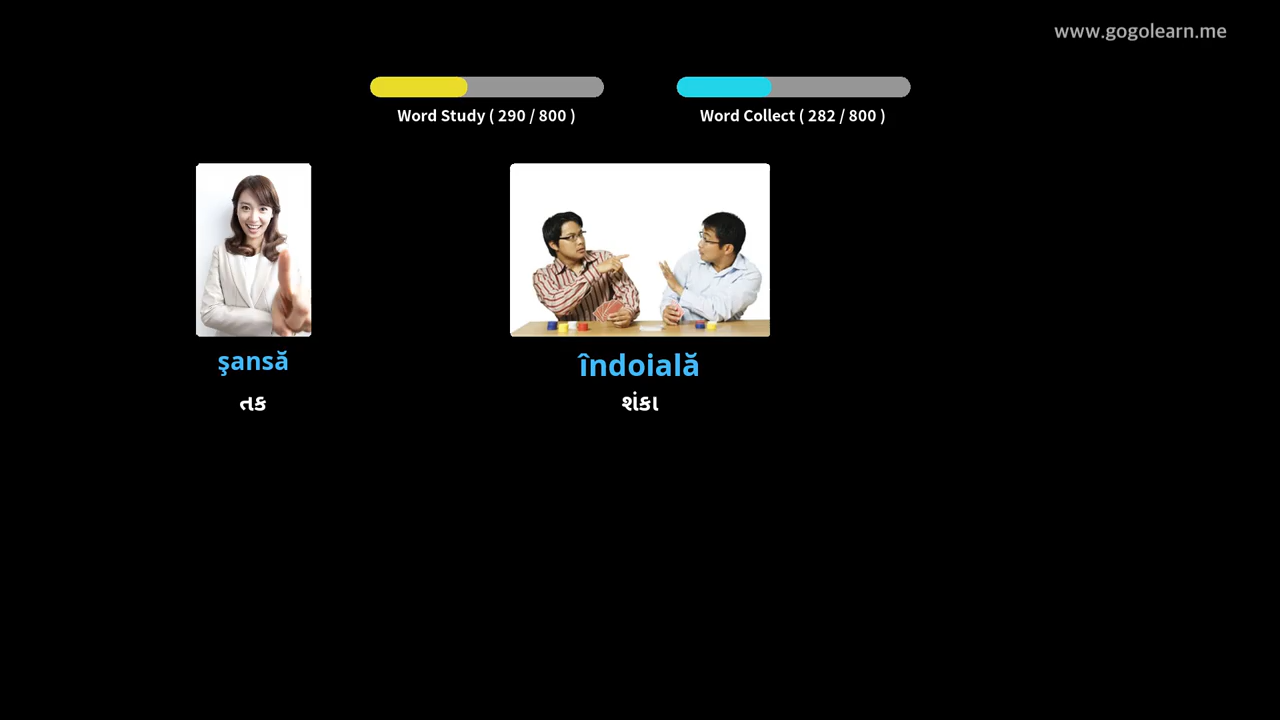 www.gogolearn.me
Word Study ( 290 / 800 )
Word Collect ( 282 / 800 )
şansă
તક
îndoială
શંકા